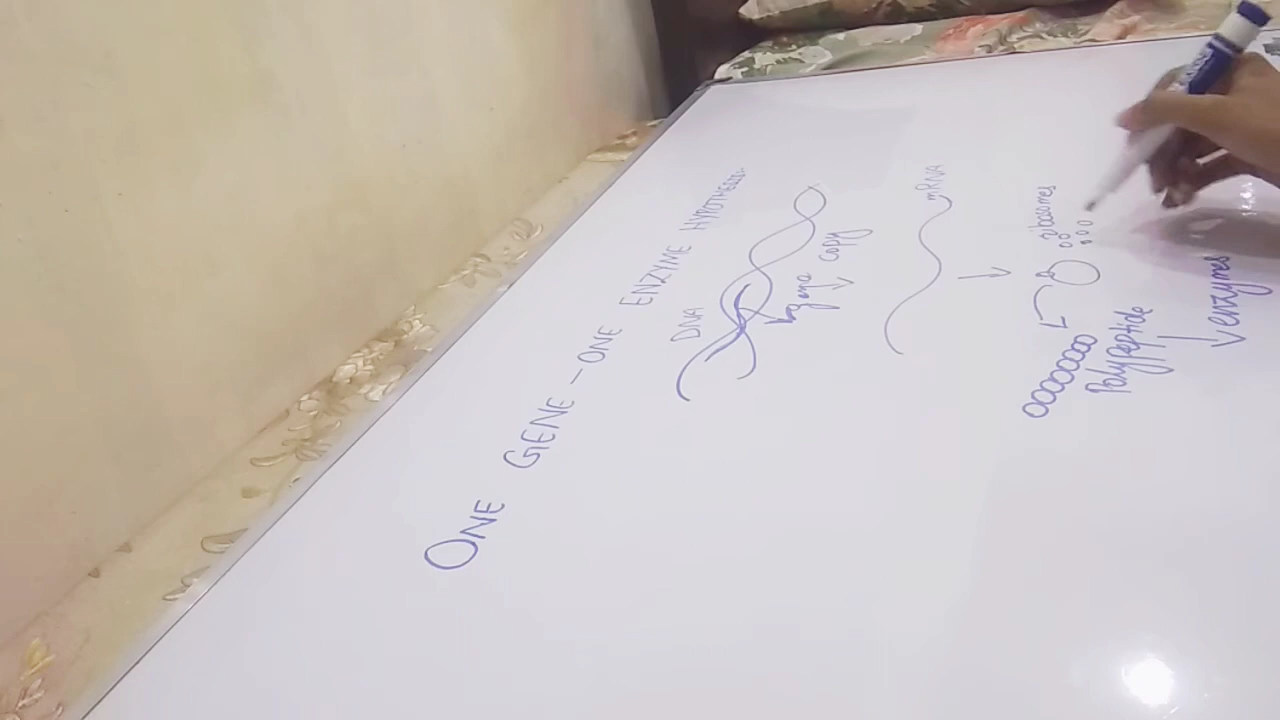 ONE GENE - ONE ENZYME HYPOTHESIS
DNA
copy
mRNA
ribosomes
Polypeptide
enzymes